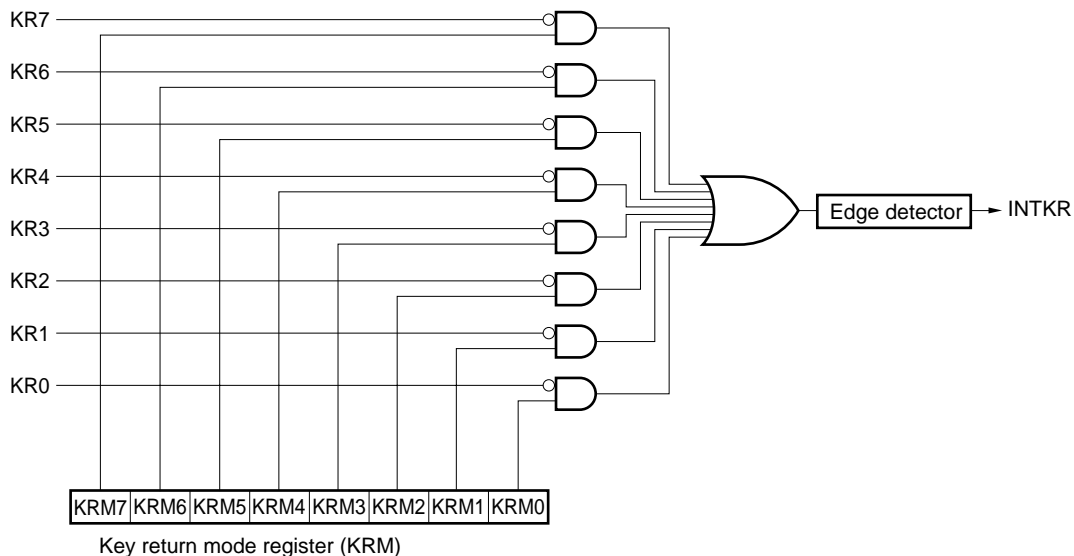 KR7
KR6
KR5
KR4
KR3
KR2
KR1
KR0
Edge detector
INTKR
KRM7 KRM6 KRM5 KRM4 KRM3 KRM2 KRM1 KRM0
Key return mode register (KRM)